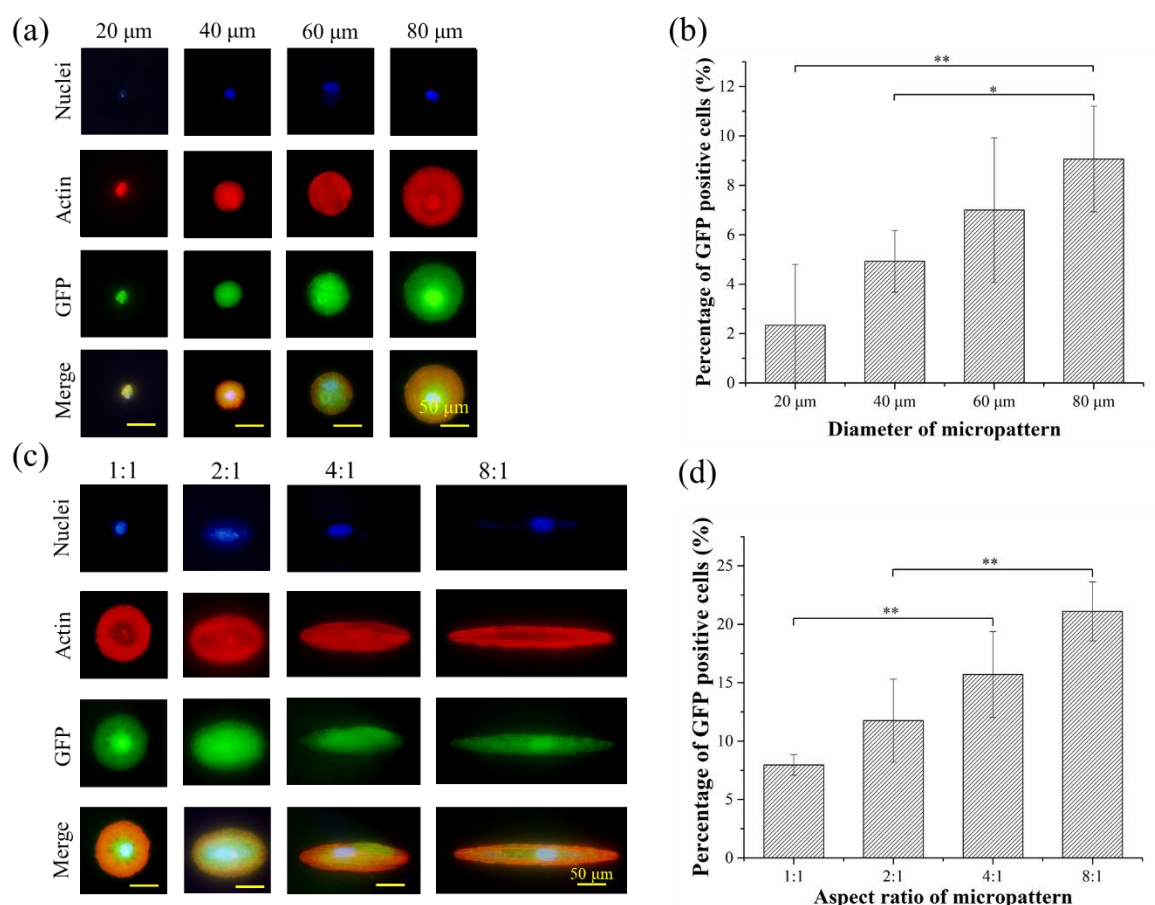 (a)
20 μm 40 μm 60 μm 80 μm
Nuclei
Actin
GFP
Merge
50 μm
(b)
Percentage of GFP positive cells (%)
12
10
8
6
4
2
0
**
*
20 μm 40 μm 60 μm 80 μm
Diameter of micropattern
(c)
1:1 2:1 4:1 8:1
Nuclei
Actin
GFP
Merge
50 μm
(d)
Percentage of GFP positive cells (%)
25
20
15
10
5
0
**
**
1:1 2:1 4:1 8:1
Aspect ratio of micropattern